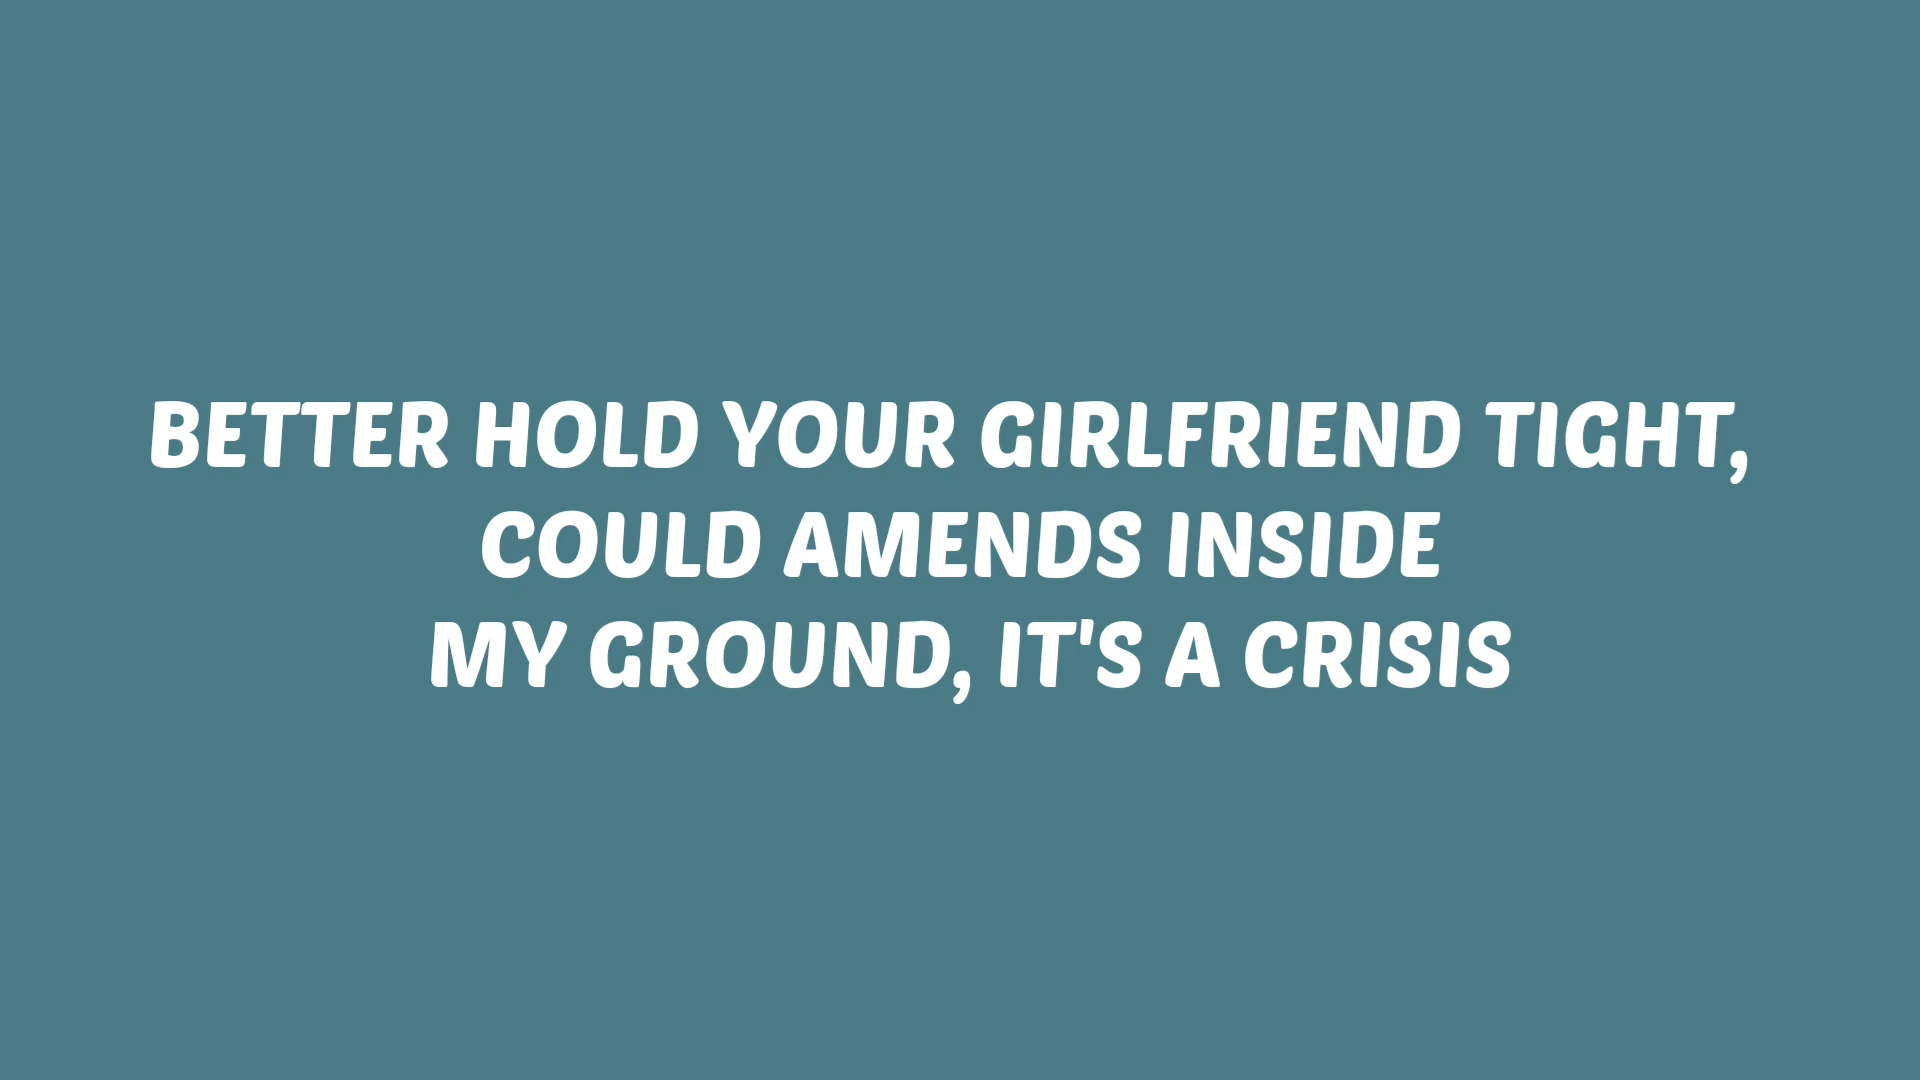 BETTER HOLD YOUR GIRLFRIEND TIGHT,
COULD AMENDS INSIDE
MY GROUND, IT'S A CRISIS